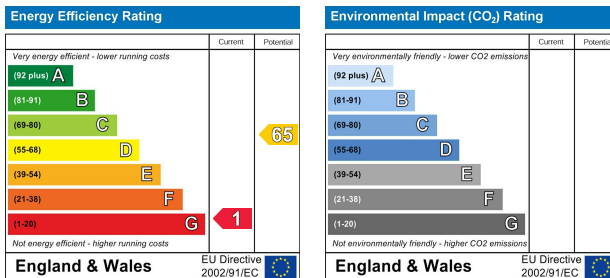 Energy Efficiency Rating
Current Potential
Very energy efficient - lower running costs
(92 plus) A
(81-91) B
(69-80) C
(55-68) D
(39-54) E
(21-38) F
(1-20) G
65
1
Not energy efficient - higher running costs
England & Wales
EU Directive
2002/91/EC
Environmental Impact (CO2) Rating
Current Potential
Very environmentally friendly - lower CO2 emissions
(92 plus) A
(81-91) B
(69-80) C
(55-68) D
(39-54) E
(21-38) F
(1-20) G
Not environmentally friendly - higher CO2 emissions
England & Wales
EU Directive
2002/91/EC